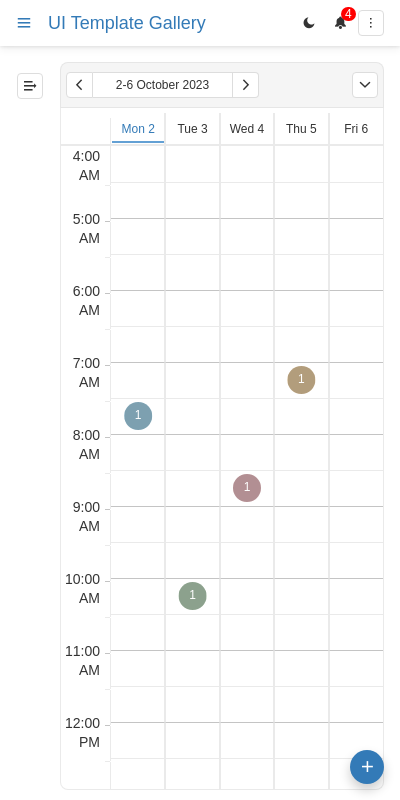 UI Template Gallery
4
2-6 October 2023
Mon 2 Tue 3 Wed 4 Thu 5 Fri 6
4:00
AM
5:00
AM
6:00
AM
7:00
AM
1
1
8:00
AM
1
9:00
AM
10:00
AM
1
11:00
AM
12:00
PM